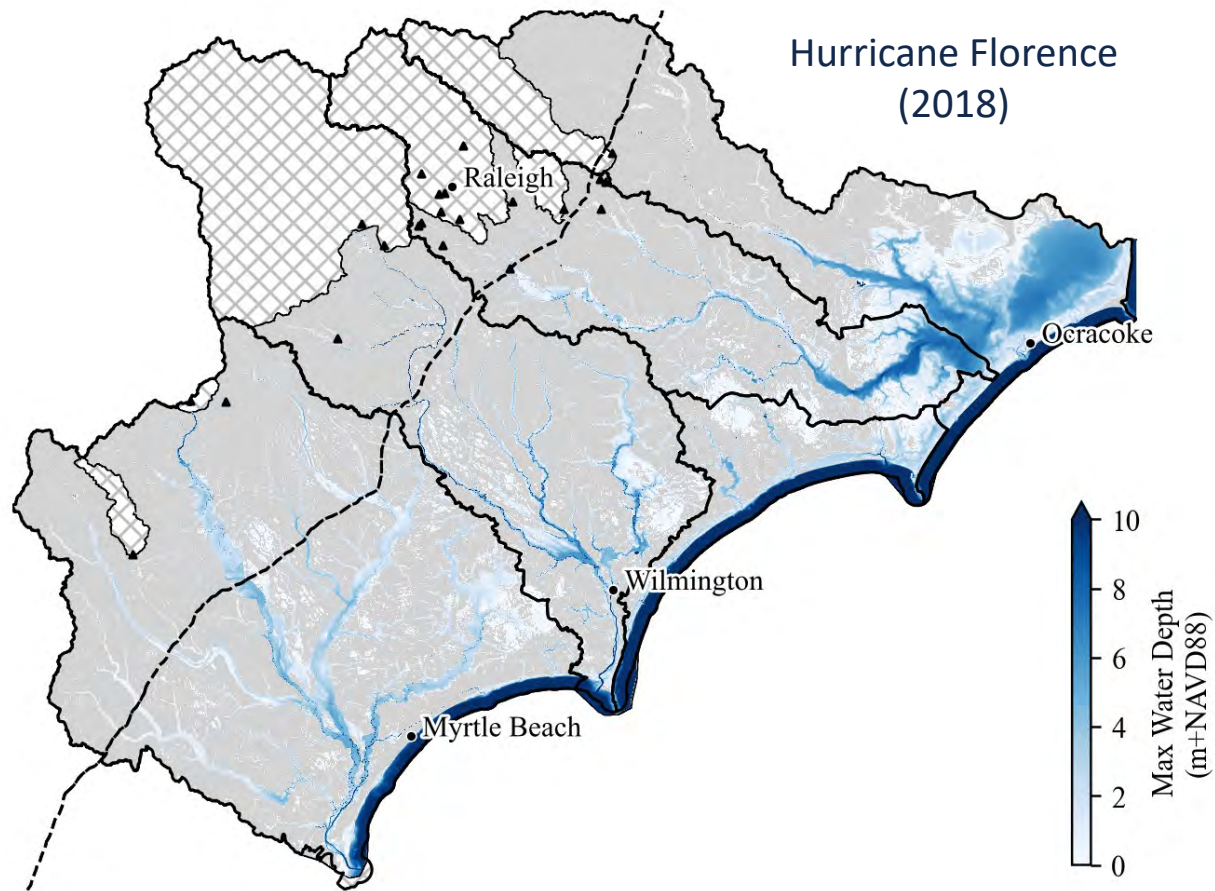 Hurricane Florence
(2018)
Raleigh
Ocracoke
Wilmington
Myrtle Beach
10
8
6
4
2
0
Max Water Depth
(m+NAVD88)